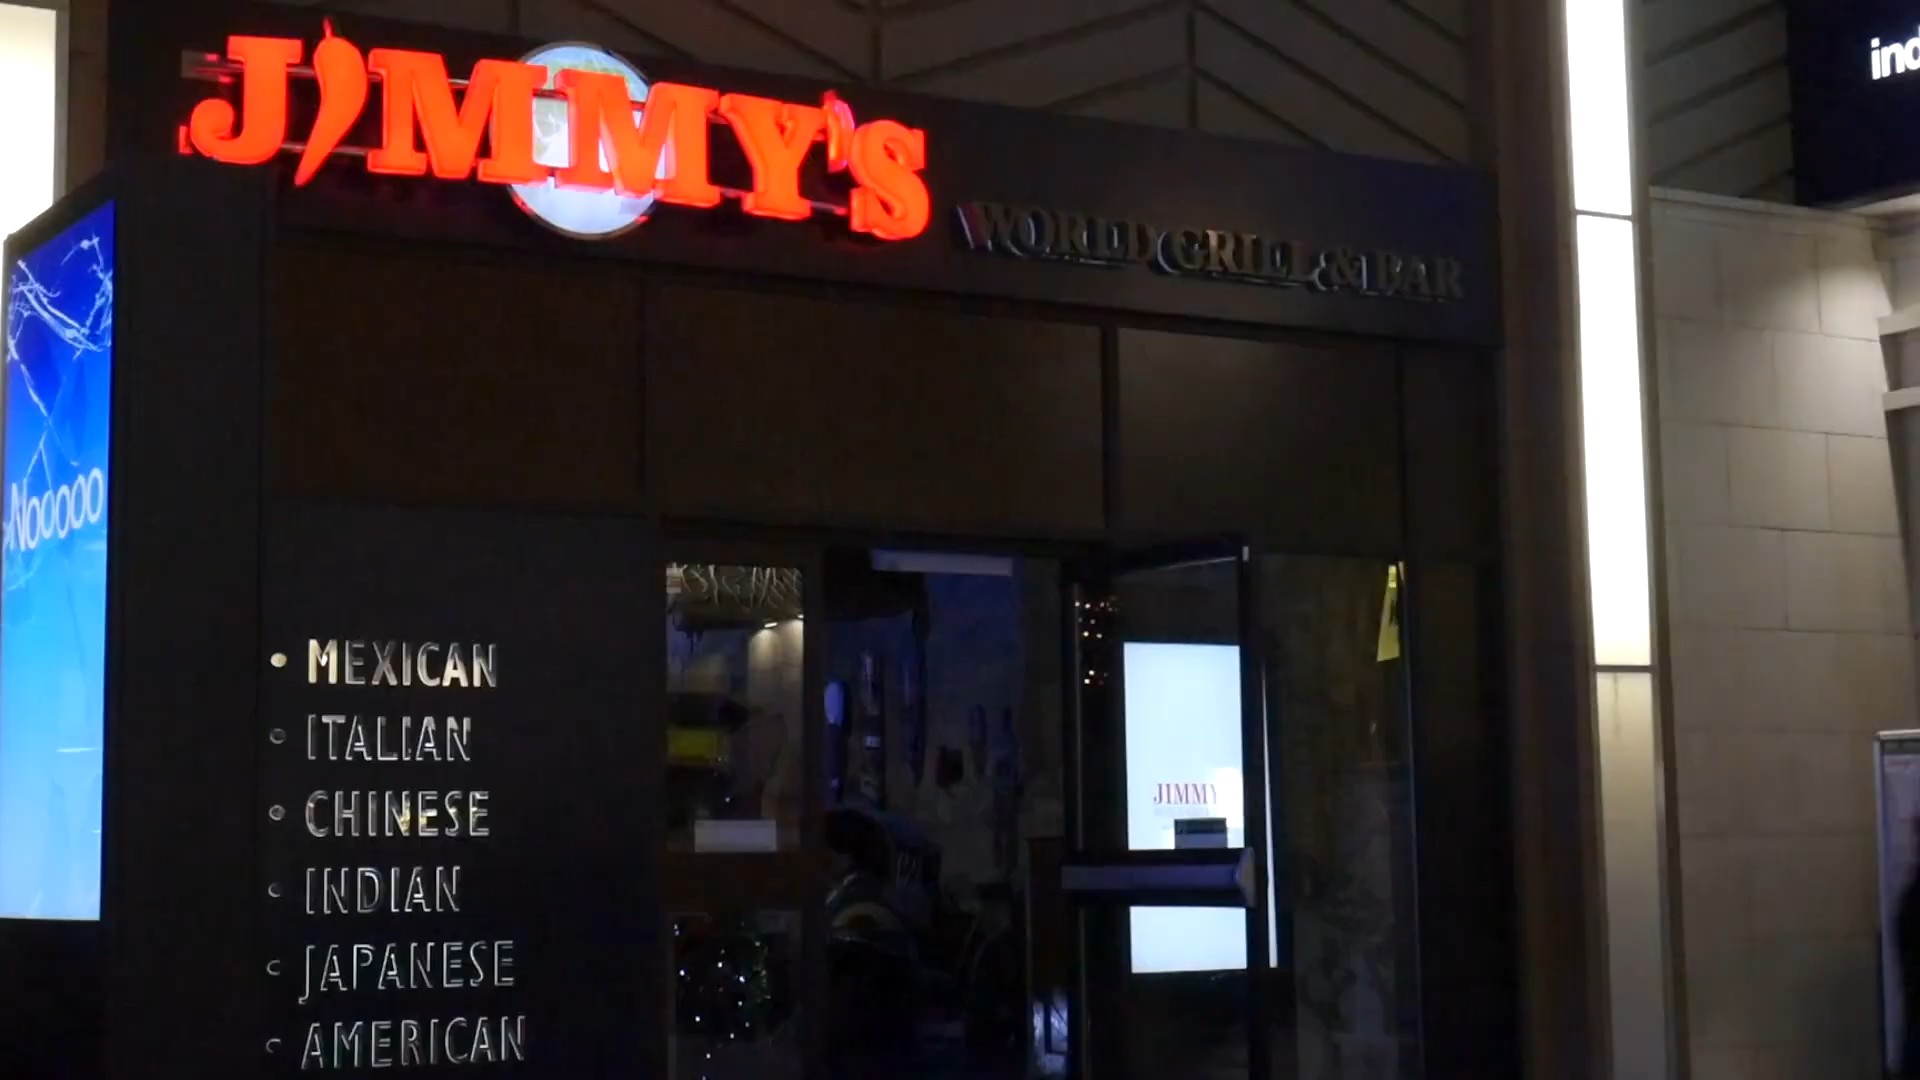 JIMMY'S
WORLD GRILL & BAR
Nooooo
• MEXICAN
• ITALIAN
• CHINESE
• INDIAN
• JAPANESE
• AMERICAN
JIMMY
ind